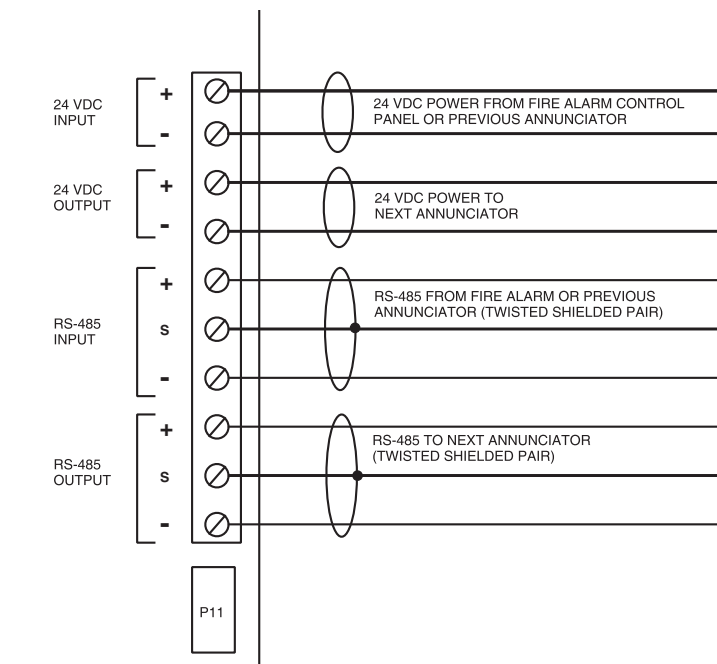 24 VDC
INPUT
+
-
24 VDC POWER FROM FIRE ALARM CONTROL
PANEL OR PREVIOUS ANNUNCIATOR
24 VDC
OUTPUT
+
-
24 VDC POWER TO
NEXT ANNUNCIATOR
RS-485
INPUT
+
S
-
RS-485 FROM FIRE ALARM OR PREVIOUS
ANNUNCIATOR (TWISTED SHIELDED PAIR)
RS-485
OUTPUT
+
S
-
RS-485 TO NEXT ANNUNCIATOR
(TWISTED SHIELDED PAIR)
P11